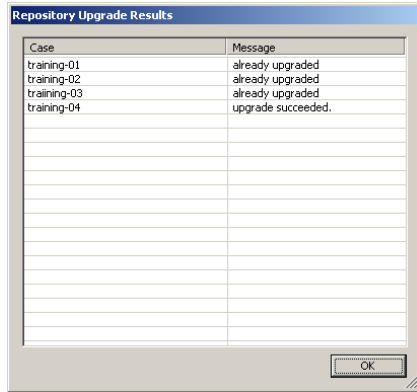 Repository Upgrade Results
Case Message
training-01 already upgraded
training-02 already upgraded
traiining-03 already upgraded
training-04 upgrade succeeded.
OK